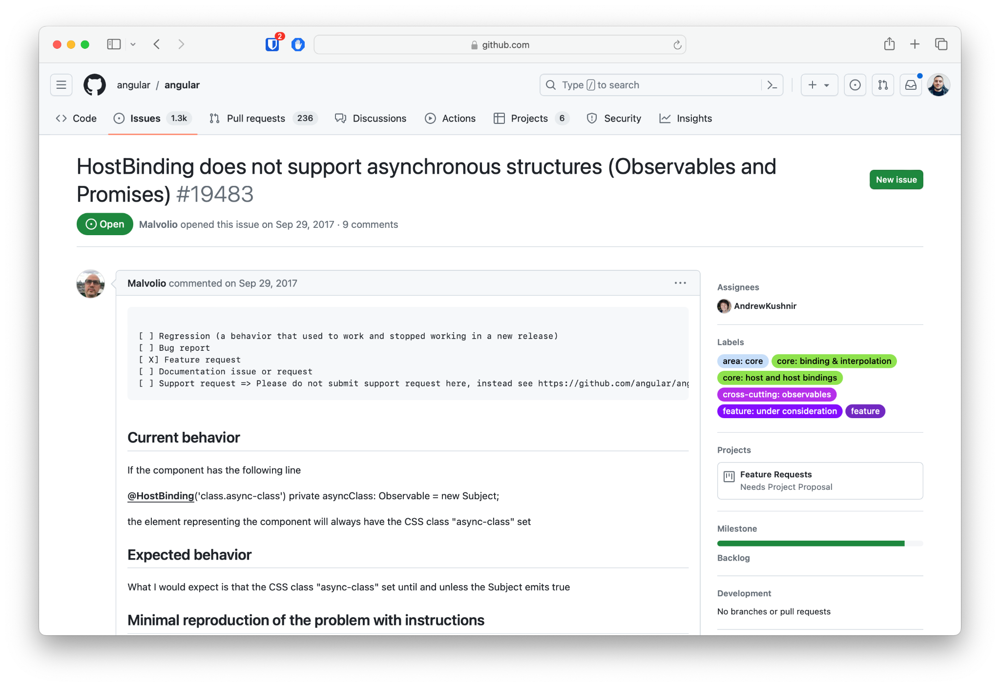 2
github.com
angular / angular
Type / to search
Code
Issues 1.3k
Pull requests 236
Discussions
Actions
Projects 6
Security
Insights
HostBinding does not support asynchronous structures (Observables and
Promises) #19483
New issue
Open
Malvolio opened this issue on Sep 29, 2017 · 9 comments
Malvolio commented on Sep 29, 2017
[ ] Regression (a behavior that used to work and stopped working in a new release)
[ ] Bug report
[ X] Feature request
[ ] Documentation issue or request
[ ] Support request => Please do not submit support request here, instead see https://github.com/angular/ang
Current behavior
If the component has the following line
@HostBinding('class.async-class') private asyncClass: Observable = new Subject;
the element representing the component will always have the CSS class "async-class" set
Expected behavior
What I would expect is that the CSS class "async-class" set until and unless the Subject emits true
Minimal reproduction of the problem with instructions
Assignees
AndrewKushnir
Labels
area: core core: binding & interpolation
core: host and host bindings
cross-cutting: observables
feature: under consideration feature
Projects
Feature Requests
Needs Project Proposal
Milestone
Backlog
Development
No branches or pull requests